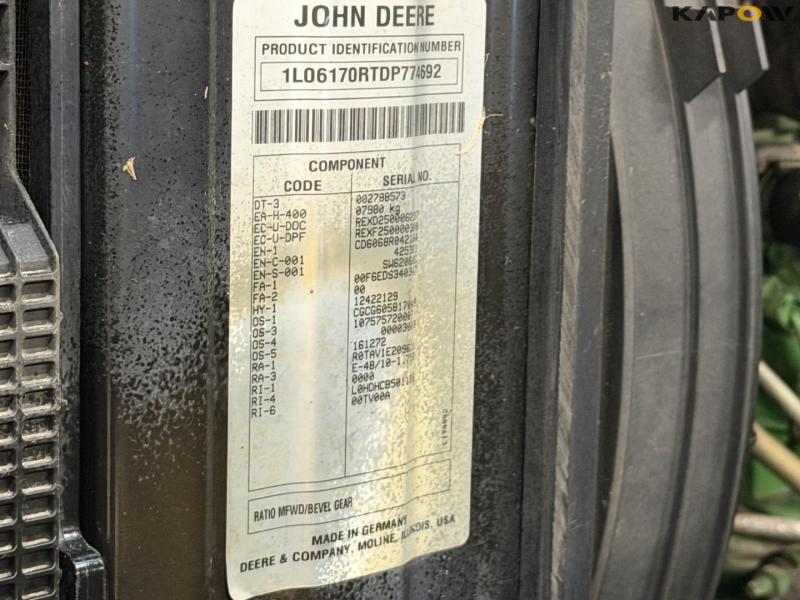 KAPOW
JOHN DEERE
PRODUCT IDENTIFICATION NUMBER
1L06170RTDP774692
COMPONENT
CODE SERIAL NO.
DT-3 00278B573
EA-H-400 07980 kg
EC-U-DOC
EC-U-DPF
EN-1
EN-C-001
EN-S-001
FA-1
FA-2 00
HY-1 12422129
OS-1
OS-3
OS-4
OS-5 161272
RA-1
RA-3
RI-1 0000
RI-4
RI-6 00TV00A
RATIO MFWD/BEVEL GEAR
MADE IN GERMANY
DEERE & COMPANY, MOLINE, ILLINOIS, USA